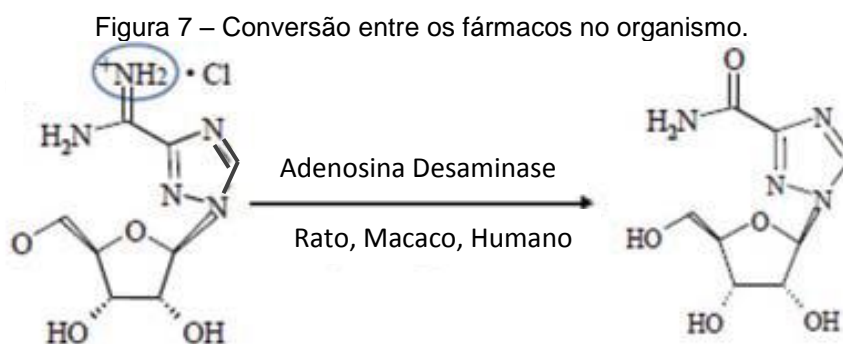 Figura 7 – Conversão entre os fármacos no organismo.
⁺NH2 · Cl
H₂N
N
N
N
O
O
HO
OH
Adenosina Desaminase
Rato, Macaco, Humano
O
H₂N
N
N
N
HO
O
HO
OH